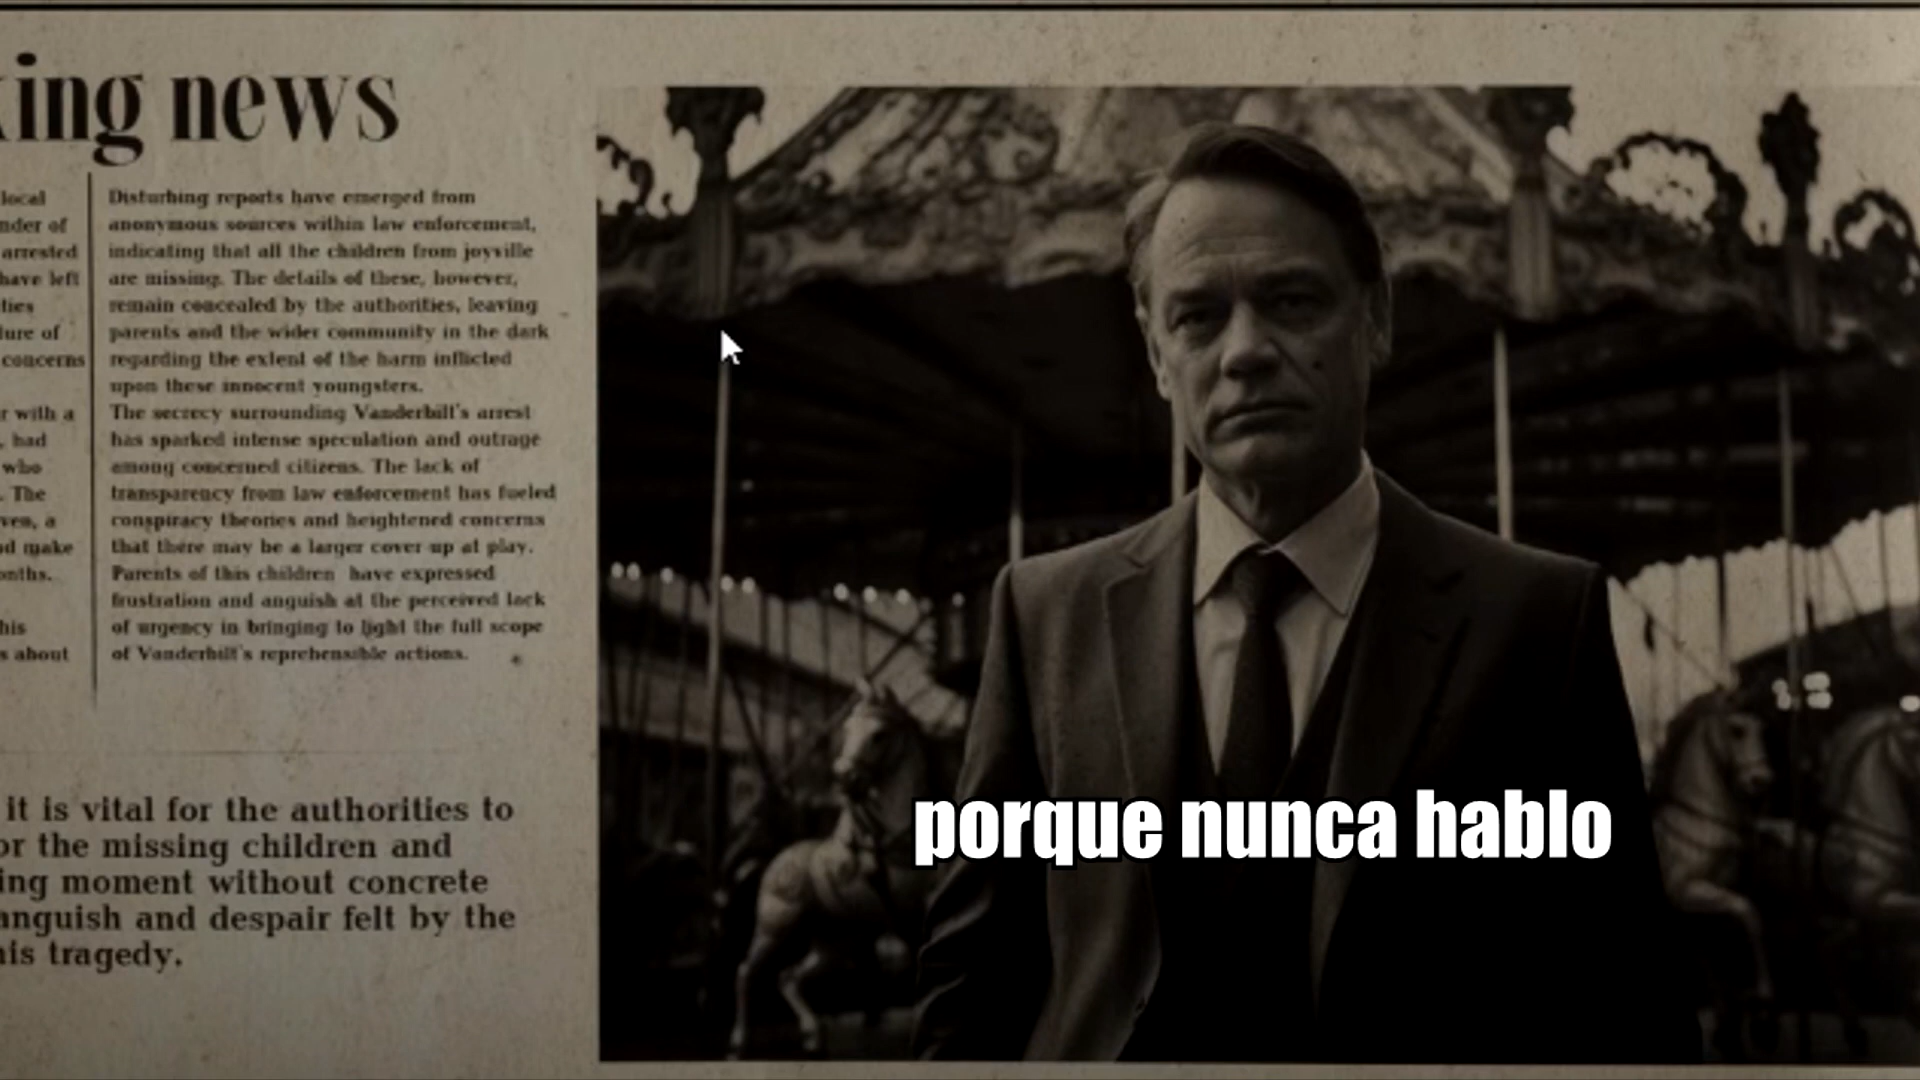 king news
local
nder of
arrested
have left
ties
ture of
concerns
r with a
, had
who
. The
ven, a
nd make
onths.
his
s about
Disturbing reports have emerged from
anonymous sources within law enforcement,
indicating that all the children from joyville
are missing. The details of these, however,
remain concealed by the authorities, leaving
parents and the wider community in the dark
regarding the extent of the harm inflicted
upon these innocent youngsters.
The secrecy surrounding Vanderbilt's arrest
has sparked intense speculation and outrage
among concerned citizens. The lack of
transparency from law enforcement has fueled
conspiracy theories and heightened concerns
that there may be a larger cover-up at play.
Parents of this children have expressed
frustration and anguish at the perceived lack
of urgency in bringing to light the full scope
of Vanderbilt's reprehensible actions.
it is vital for the authorities to
or the missing children and
ing moment without concrete
anguish and despair felt by the
his tragedy.
porque nunca hablo